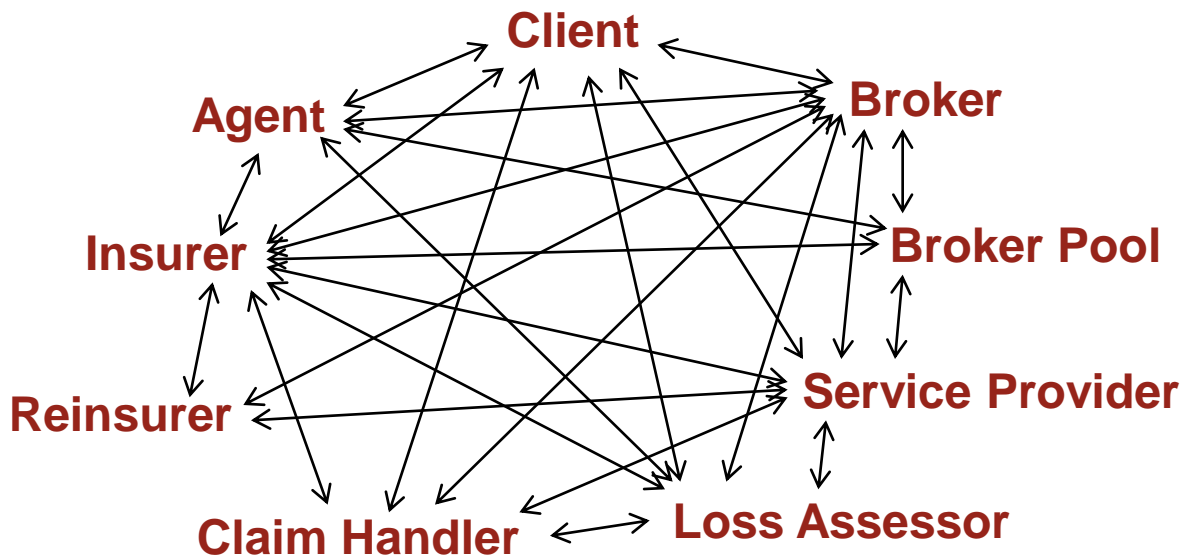 Client
Agent
Broker
Insurer
Broker Pool
Reinsurer
Service Provider
Claim Handler
Loss Assessor